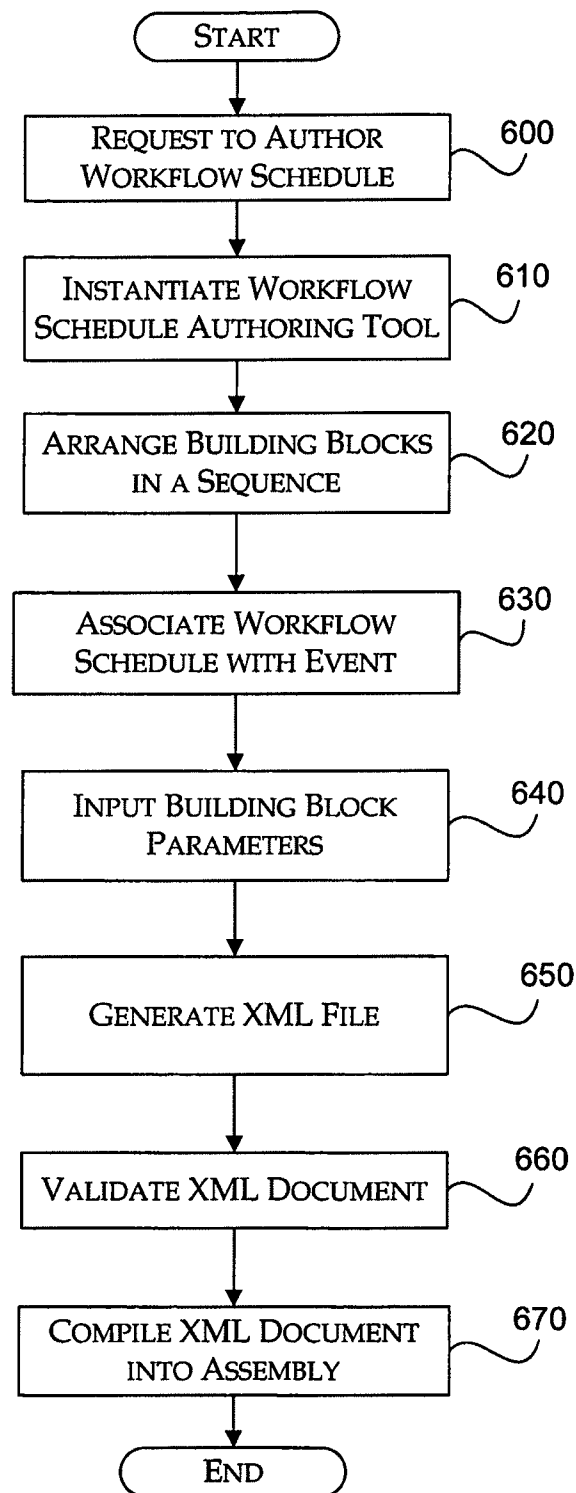 START
REQUEST TO AUTHOR
WORKFLOW SCHEDULE
600
INSTANTIATE WORKFLOW
SCHEDULE AUTHORING TOOL
610
ARRANGE BUILDING BLOCKS
IN A SEQUENCE
620
ASSOCIATE WORKFLOW
SCHEDULE WITH EVENT
630
INPUT BUILDING BLOCK
PARAMETERS
640
GENERATE XML FILE
650
VALIDATE XML DOCUMENT
660
COMPILE XML DOCUMENT
INTO ASSEMBLY
670
END